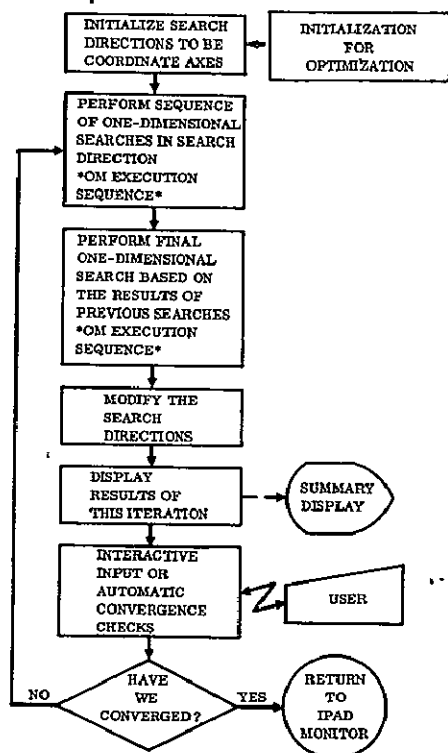 INITIALIZE SEARCH
DIRECTIONS TO BE
COORDINATE AXES
INITIALIZATION
FOR
OPTIMIZATION
PERFORM SEQUENCE
OF ONE-DIMENSIONAL
SEARCHES IN SEARCH
DIRECTION
*OM EXECUTION
SEQUENCE*
PERFORM FINAL
ONE-DIMENSIONAL
SEARCH BASED ON
THE RESULTS OF
PREVIOUS SEARCHES
*OM EXECUTION
SEQUENCE*
MODIFY THE
SEARCH
DIRECTIONS
DISPLAY
RESULTS OF
THIS ITERATION
SUMMARY
DISPLAY
INTERACTIVE
INPUT OR
AUTOMATIC
CONVERGENCE
CHECKS
USER
NO
HAVE
WE
CONVERGED?
YES
RETURN
TO
IPAD
MONITOR